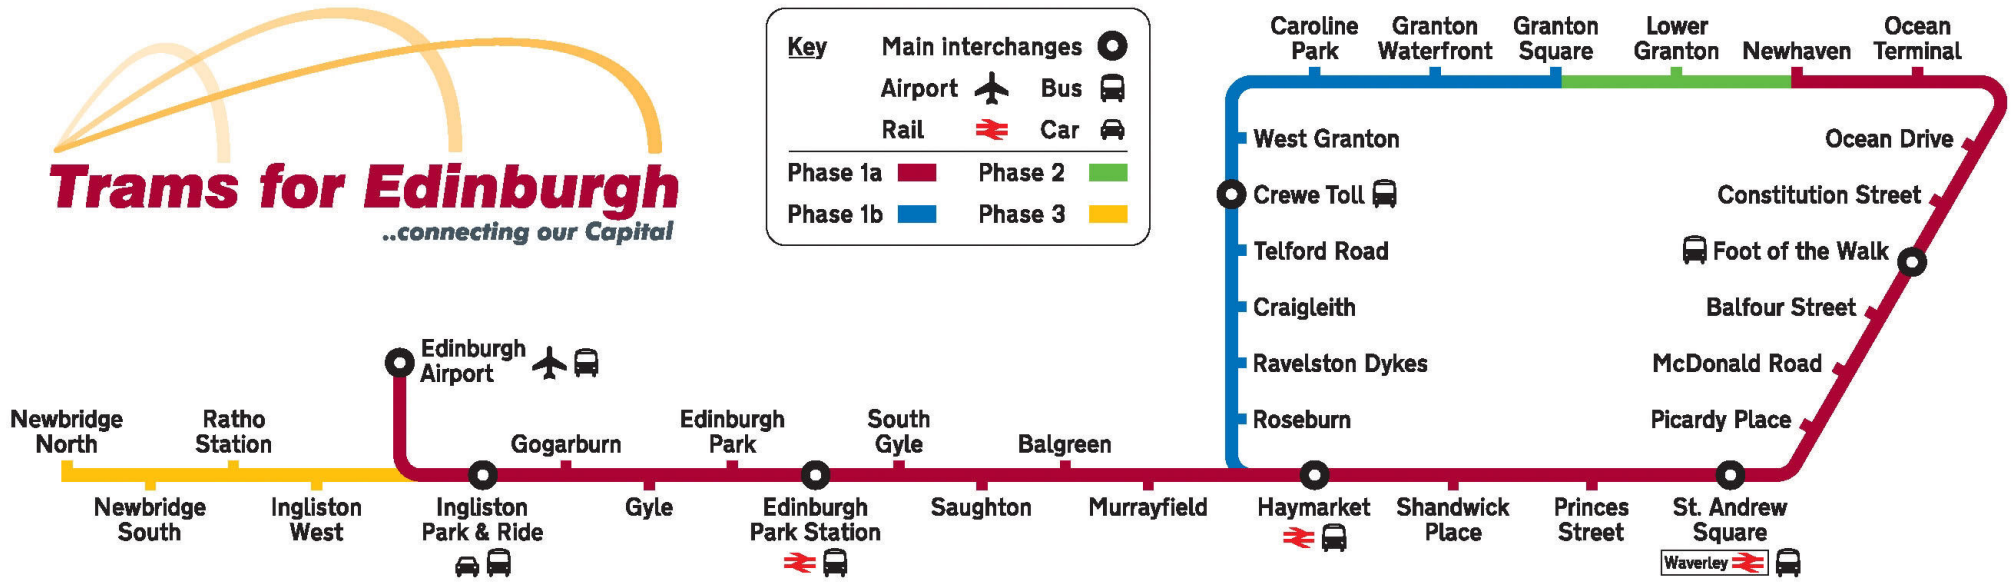 Trams for Edinburgh
..connecting our Capital
Key
Main interchanges
Airport
Bus
Rail
Car
Phase 1a
Phase 2
Phase 1b
Phase 3
Caroline
Park
Granton
Waterfront
Granton
Square
Lower
Granton
Newhaven
Ocean
Terminal
West Granton
Crewe Toll
Telford Road
Craigleith
Ravelston Dykes
Roseburn
Ocean Drive
Constitution Street
Foot of the Walk
Balfour Street
McDonald Road
Picardy Place
Edinburgh
Airport
Newbridge
North
Ratho
Station
Gogarburn
Edinburgh
Park
South
Gyle
Balgreen
Newbridge
South
Ingliston
West
Ingliston
Park & Ride
Gyle
Edinburgh
Park Station
Saughton
Murrayfield
Haymarket
Shandwick
Place
Princes
Street
St. Andrew
Square
Waverley